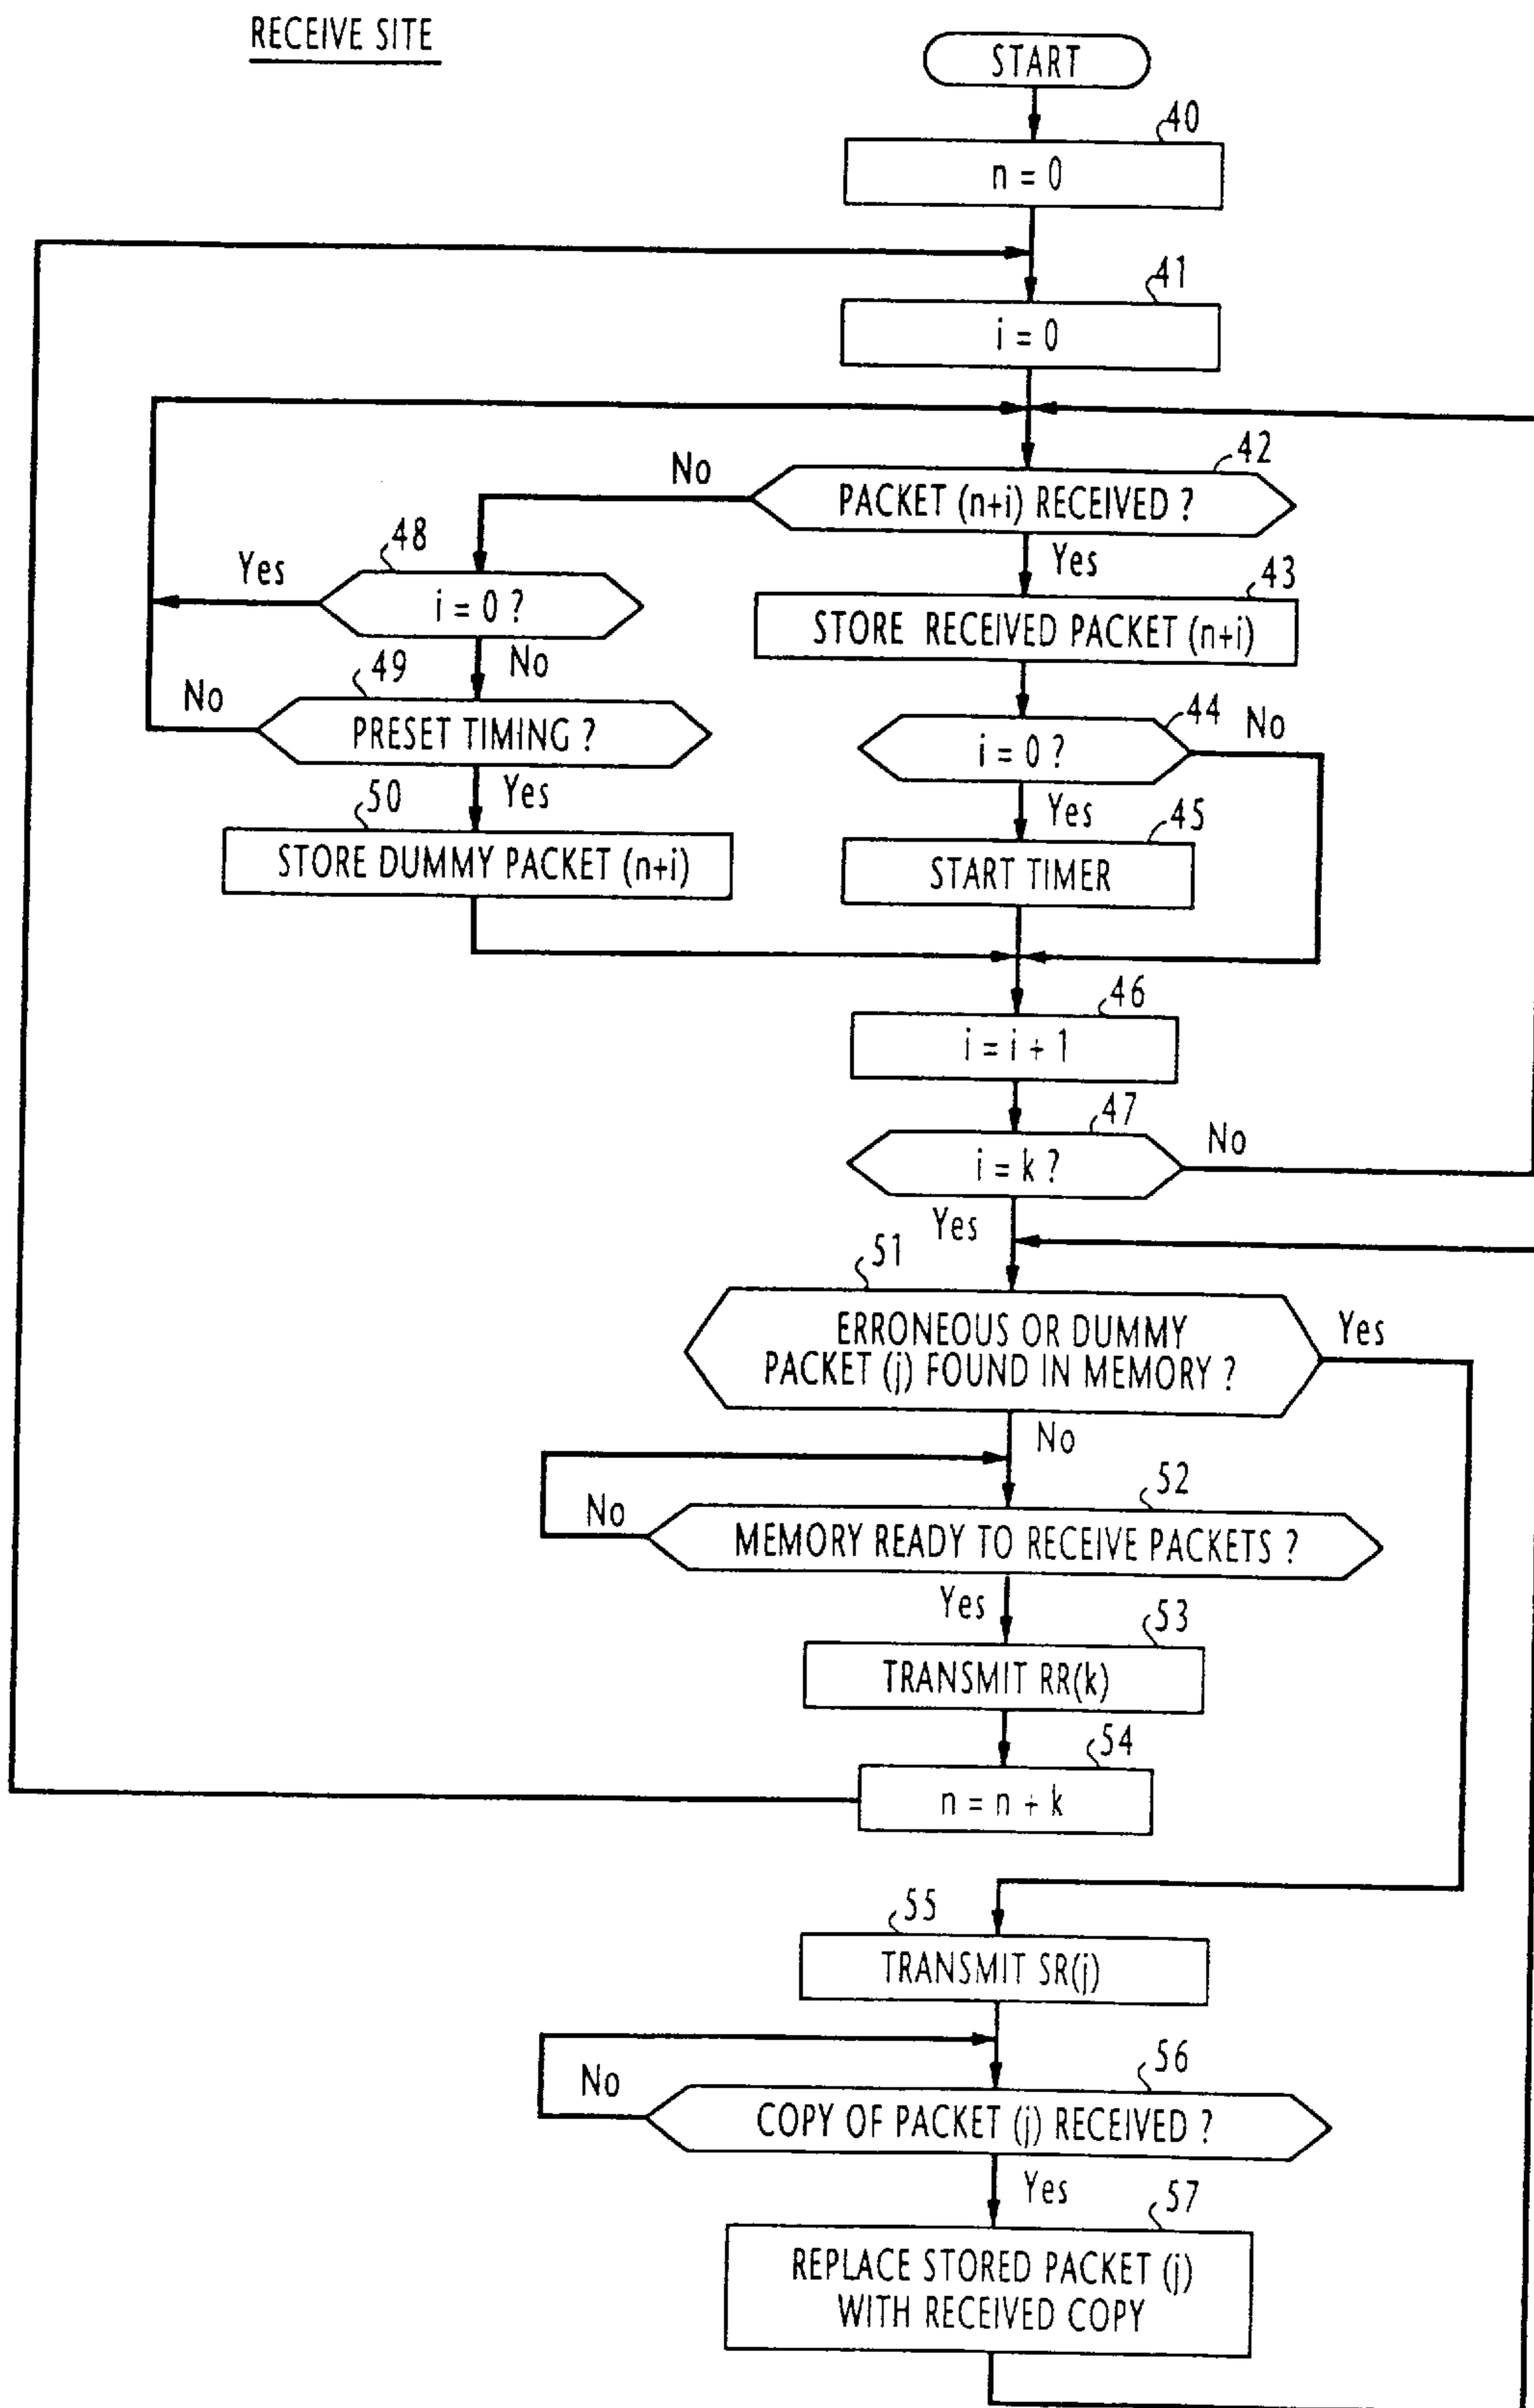 RECEIVE SITE
START
40
n = 0
41
i = 0
42
No
PACKET (n+i) RECEIVED ?
48
Yes
Yes
43
i = 0 ?
STORE RECEIVED PACKET (n+i)
49
No
44
No
No
PRESET TIMING ?
i = 0 ?
50
Yes
Yes
45
STORE DUMMY PACKET (n+i)
START TIMER
46
i = i + 1
47
No
i = k ?
Yes
51
ERRONEOUS OR DUMMY
PACKET (j) FOUND IN MEMORY ?
Yes
No
52
No
MEMORY READY TO RECEIVE PACKETS ?
Yes
53
TRANSMIT RR(k)
54
n = n + k
55
TRANSMIT SR(j)
56
No
COPY OF PACKET (j) RECEIVED ?
Yes
57
REPLACE STORED PACKET (j)
WITH RECEIVED COPY